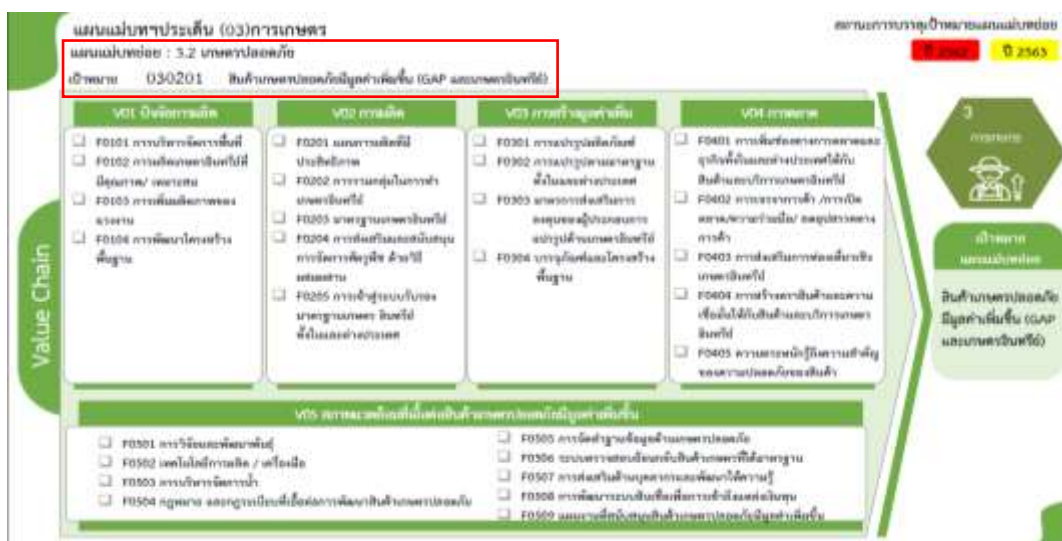 แผนแม่บทฯประเด็น (03)การเกษตร
แผนแม่บทย่อย : 3.2 เกษตรปลอดภัย
เป้าหมาย 030201 สินค้าเกษตรปลอดภัยมีมูลค่าเพิ่มขึ้น (GAP และเกษตรอินทรีย์)
สถานะการบรรลุเป้าหมายแผนแม่บทย่อย
ปี 2562 ปี 2563
Value Chain
V01 ปัจจัยการผลิต
F0101 การบริหารจัดการพื้นที่
F0102 การผลิตเกษตรอินทรีย์ที่
มีคุณภาพ/ เหมาะสม
F0103 การเพิ่มผลิตภาพของ
แรงงาน
F0104 การพัฒนาโครงสร้าง
พื้นฐาน
V02 การผลิต
F0201 แผนการผลิตที่มี
ประสิทธิภาพ
F0202 การรวมกลุ่มในการทำ
เกษตรอินทรีย์
F0203 มาตรฐานเกษตรอินทรีย์
F0204 การส่งเสริมและสนับสนุน
การจัดการศัตรูพืช ด้วยวิธี
ผสมผสาน
F0205 การเข้าสู่ระบบรับรอง
มาตรฐานเกษตร อินทรีย์
ทั้งในและต่างประเทศ
V03 การสร้างมูลค่าเพิ่ม
F0301 การแปรรูปผลิตภัณฑ์
F0302 การแปรรูปตามมาตรฐาน
ทั้งในและต่างประเทศ
F0303 มาตรการส่งเสริมการ
ลงทุนของผู้ประกอบการ
แปรรูปด้านเกษตรอินทรีย์
F0304 บรรจุภัณฑ์และโครงสร้าง
พื้นฐาน
V04 การตลาด
F0401 การเพิ่มช่องทางการตลาดและ
ธุรกิจทั้งในและต่างประเทศให้กับ
สินค้าและบริการเกษตรอินทรีย์
F0402 การเจรจาการค้า /การเปิด
ตลาด/ความร่วมมือ/ ลดอุปสรรคทาง
การค้า
F0403 การส่งเสริมการท่องเที่ยวเชิง
เกษตรอินทรีย์
F0404 การสร้างตราสินค้าและความ
เชื่อมั่นให้กับสินค้าและบริการเกษตร
อินทรีย์
F0405 ความตระหนักรู้ถึงความสำคัญ
ของความปลอดภัยของสินค้า
3
การเกษตร
เป้าหมาย
แผนแม่บทย่อย
สินค้าเกษตรปลอดภัย
มีมูลค่าเพิ่มขึ้น (GAP
และเกษตรอินทรีย์)
V05 สภาพแวดล้อมที่เอื้อต่อสินค้าเกษตรปลอดภัยมีมูลค่าเพิ่มขึ้น
F0501 การวิจัยและพัฒนาพันธุ์
F0502 เทคโนโลยีการผลิต / เครื่องมือ
F0503 การบริหารจัดการน้ำ
F0504 กฎหมาย และกฎระเบียบที่เอื้อต่อการพัฒนาสินค้าเกษตรปลอดภัย
F0505 การจัดทำฐานข้อมูลด้านเกษตรปลอดภัย
F0506 ระบบตรวจสอบย้อนกลับสินค้าเกษตรที่ได้มาตรฐาน
F0507 การส่งเสริมด้านบุคลากรและพัฒนาให้ความรู้
F0508 การพัฒนาระบบสินเชื่อเพื่อการเข้าถึงแหล่งเงินทุน
F0509 แผนงานที่สนับสนุนสินค้าเกษตรปลอดภัยมีมูลค่าเพิ่มขึ้น